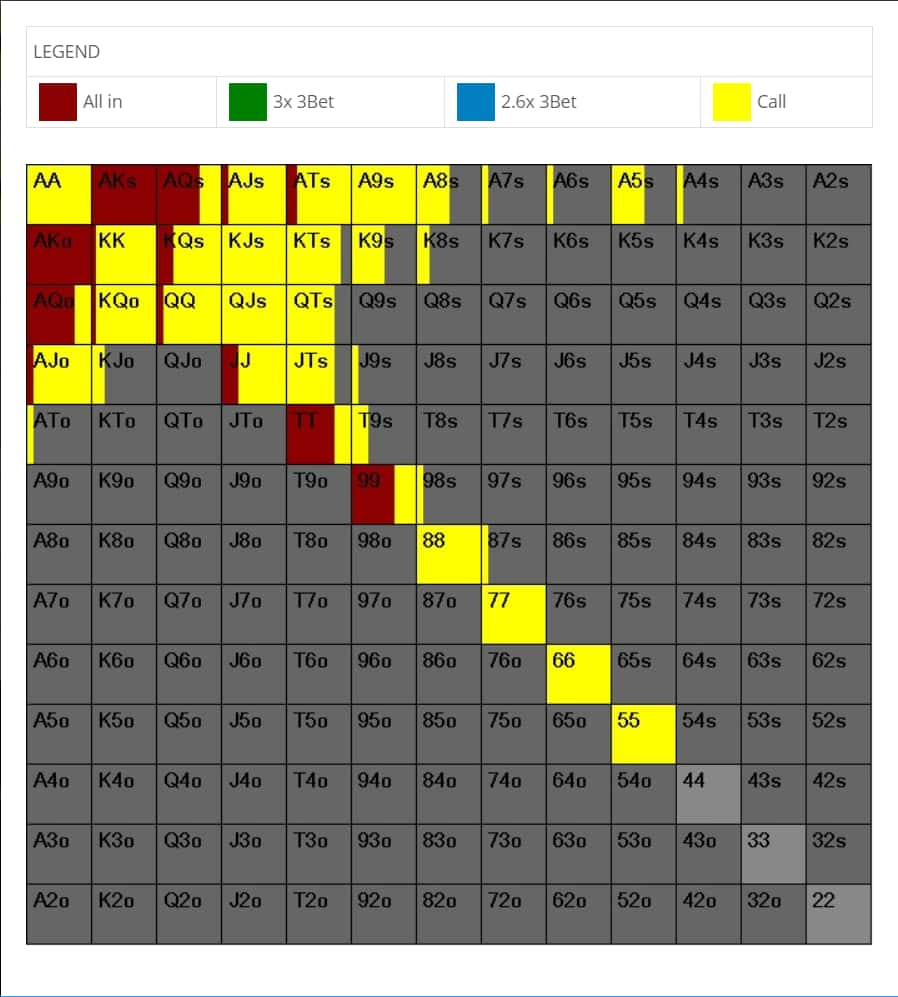 LEGEND
All in 3x 3Bet 2.6x 3Bet Call
AA AKs AQs AJs ATs A9s A8s A7s A6s A5s A4s A3s A2s
AKo KK KQs KJs KTs K9s K8s K7s K6s K5s K4s K3s K2s
AQo KQo QQ QJs QTs Q9s Q8s Q7s Q6s Q5s Q4s Q3s Q2s
AJo KJo QJo JJ JTs J9s J8s J7s J6s J5s J4s J3s J2s
ATo KTo QTo JTo TT T9s T8s T7s T6s T5s T4s T3s T2s
A9o K9o Q9o J9o T9o 99 98s 97s 96s 95s 94s 93s 92s
A8o K8o Q8o J8o T8o 98o 88 87s 86s 85s 84s 83s 82s
A7o K7o Q7o J7o T7o 97o 87o 77 76s 75s 74s 73s 72s
A6o K6o Q6o J6o T6o 96o 86o 76o 66 65s 64s 63s 62s
A5o K5o Q5o J5o T5o 95o 85o 75o 65o 55 54s 53s 52s
A4o K4o Q4o J4o T4o 94o 84o 74o 64o 54o 44 43s 42s
A3o K3o Q3o J3o T3o 93o 83o 73o 63o 53o 43o 33 32s
A2o K2o Q2o J2o T2o 92o 82o 72o 62o 52o 42o 32o 22